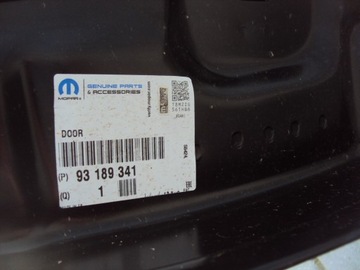 MOPAR
GENUINE PARTS
& ACCESSORIES
DOOR
(P) 93 189 341
(Q) 1